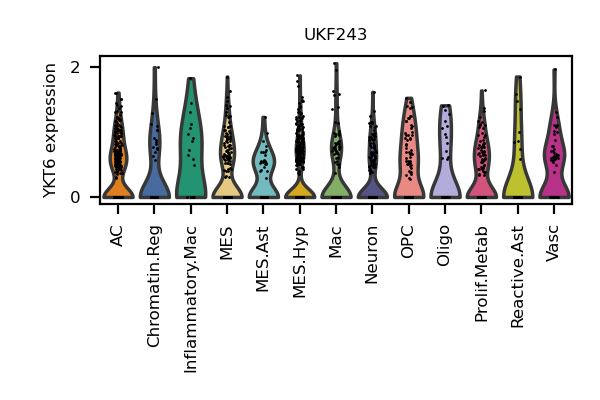 UKF243
YKT6 expression
2
0
AC
Chromatin.Reg
Inflammatory.Mac
MES
MES.Ast
MES.Hyp
Mac
Neuron
OPC
Oligo
Prolif.Metab
Reactive.Ast
Vasc